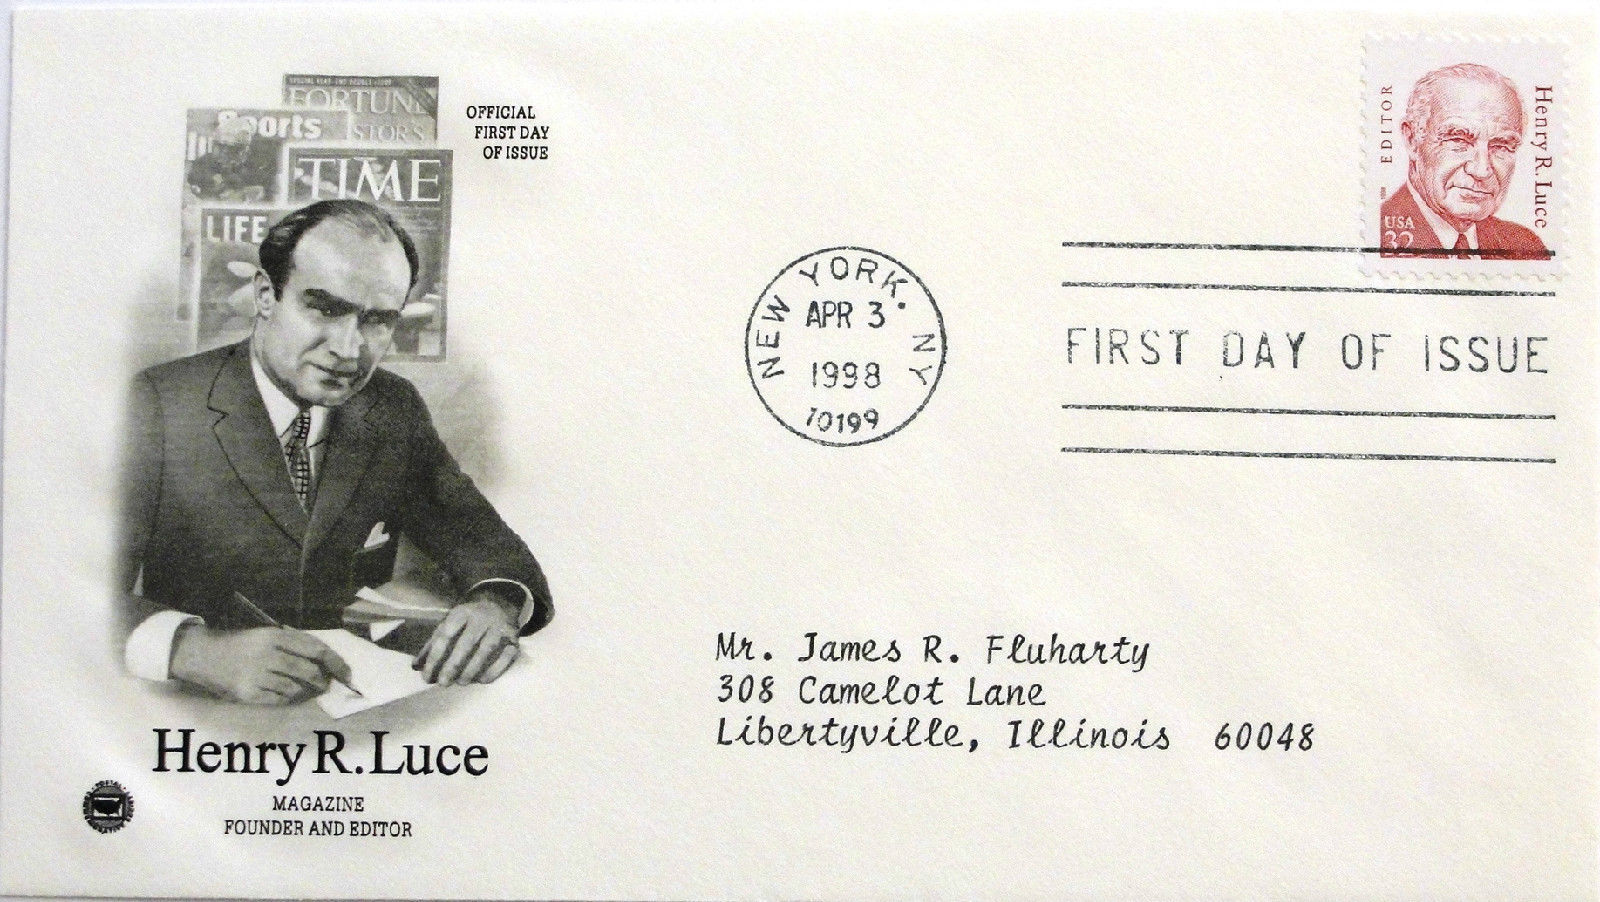 FORTUNE
Sports
STOR'S
TIME
LIFE
OFFICIAL
FIRST DAY
OF ISSUE
EDITOR
Henry R. Luce
USA
32
NEW YORK. NY
APR 3
1998
10199
FIRST DAY OF ISSUE
Mr. James R. Fluharty
308 Camelot Lane
Libertyville, Illinois 60048
Henry R. Luce
MAGAZINE
FOUNDER AND EDITOR